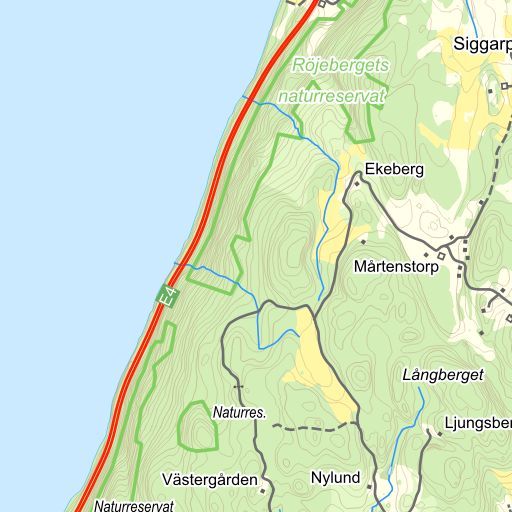 Siggarp
Röjebergets
naturreservat
Ekeberg
Mårtenstorp
E4
Långberget
Naturres.
Ljungsber
Västergården
Nylund
Naturreservat